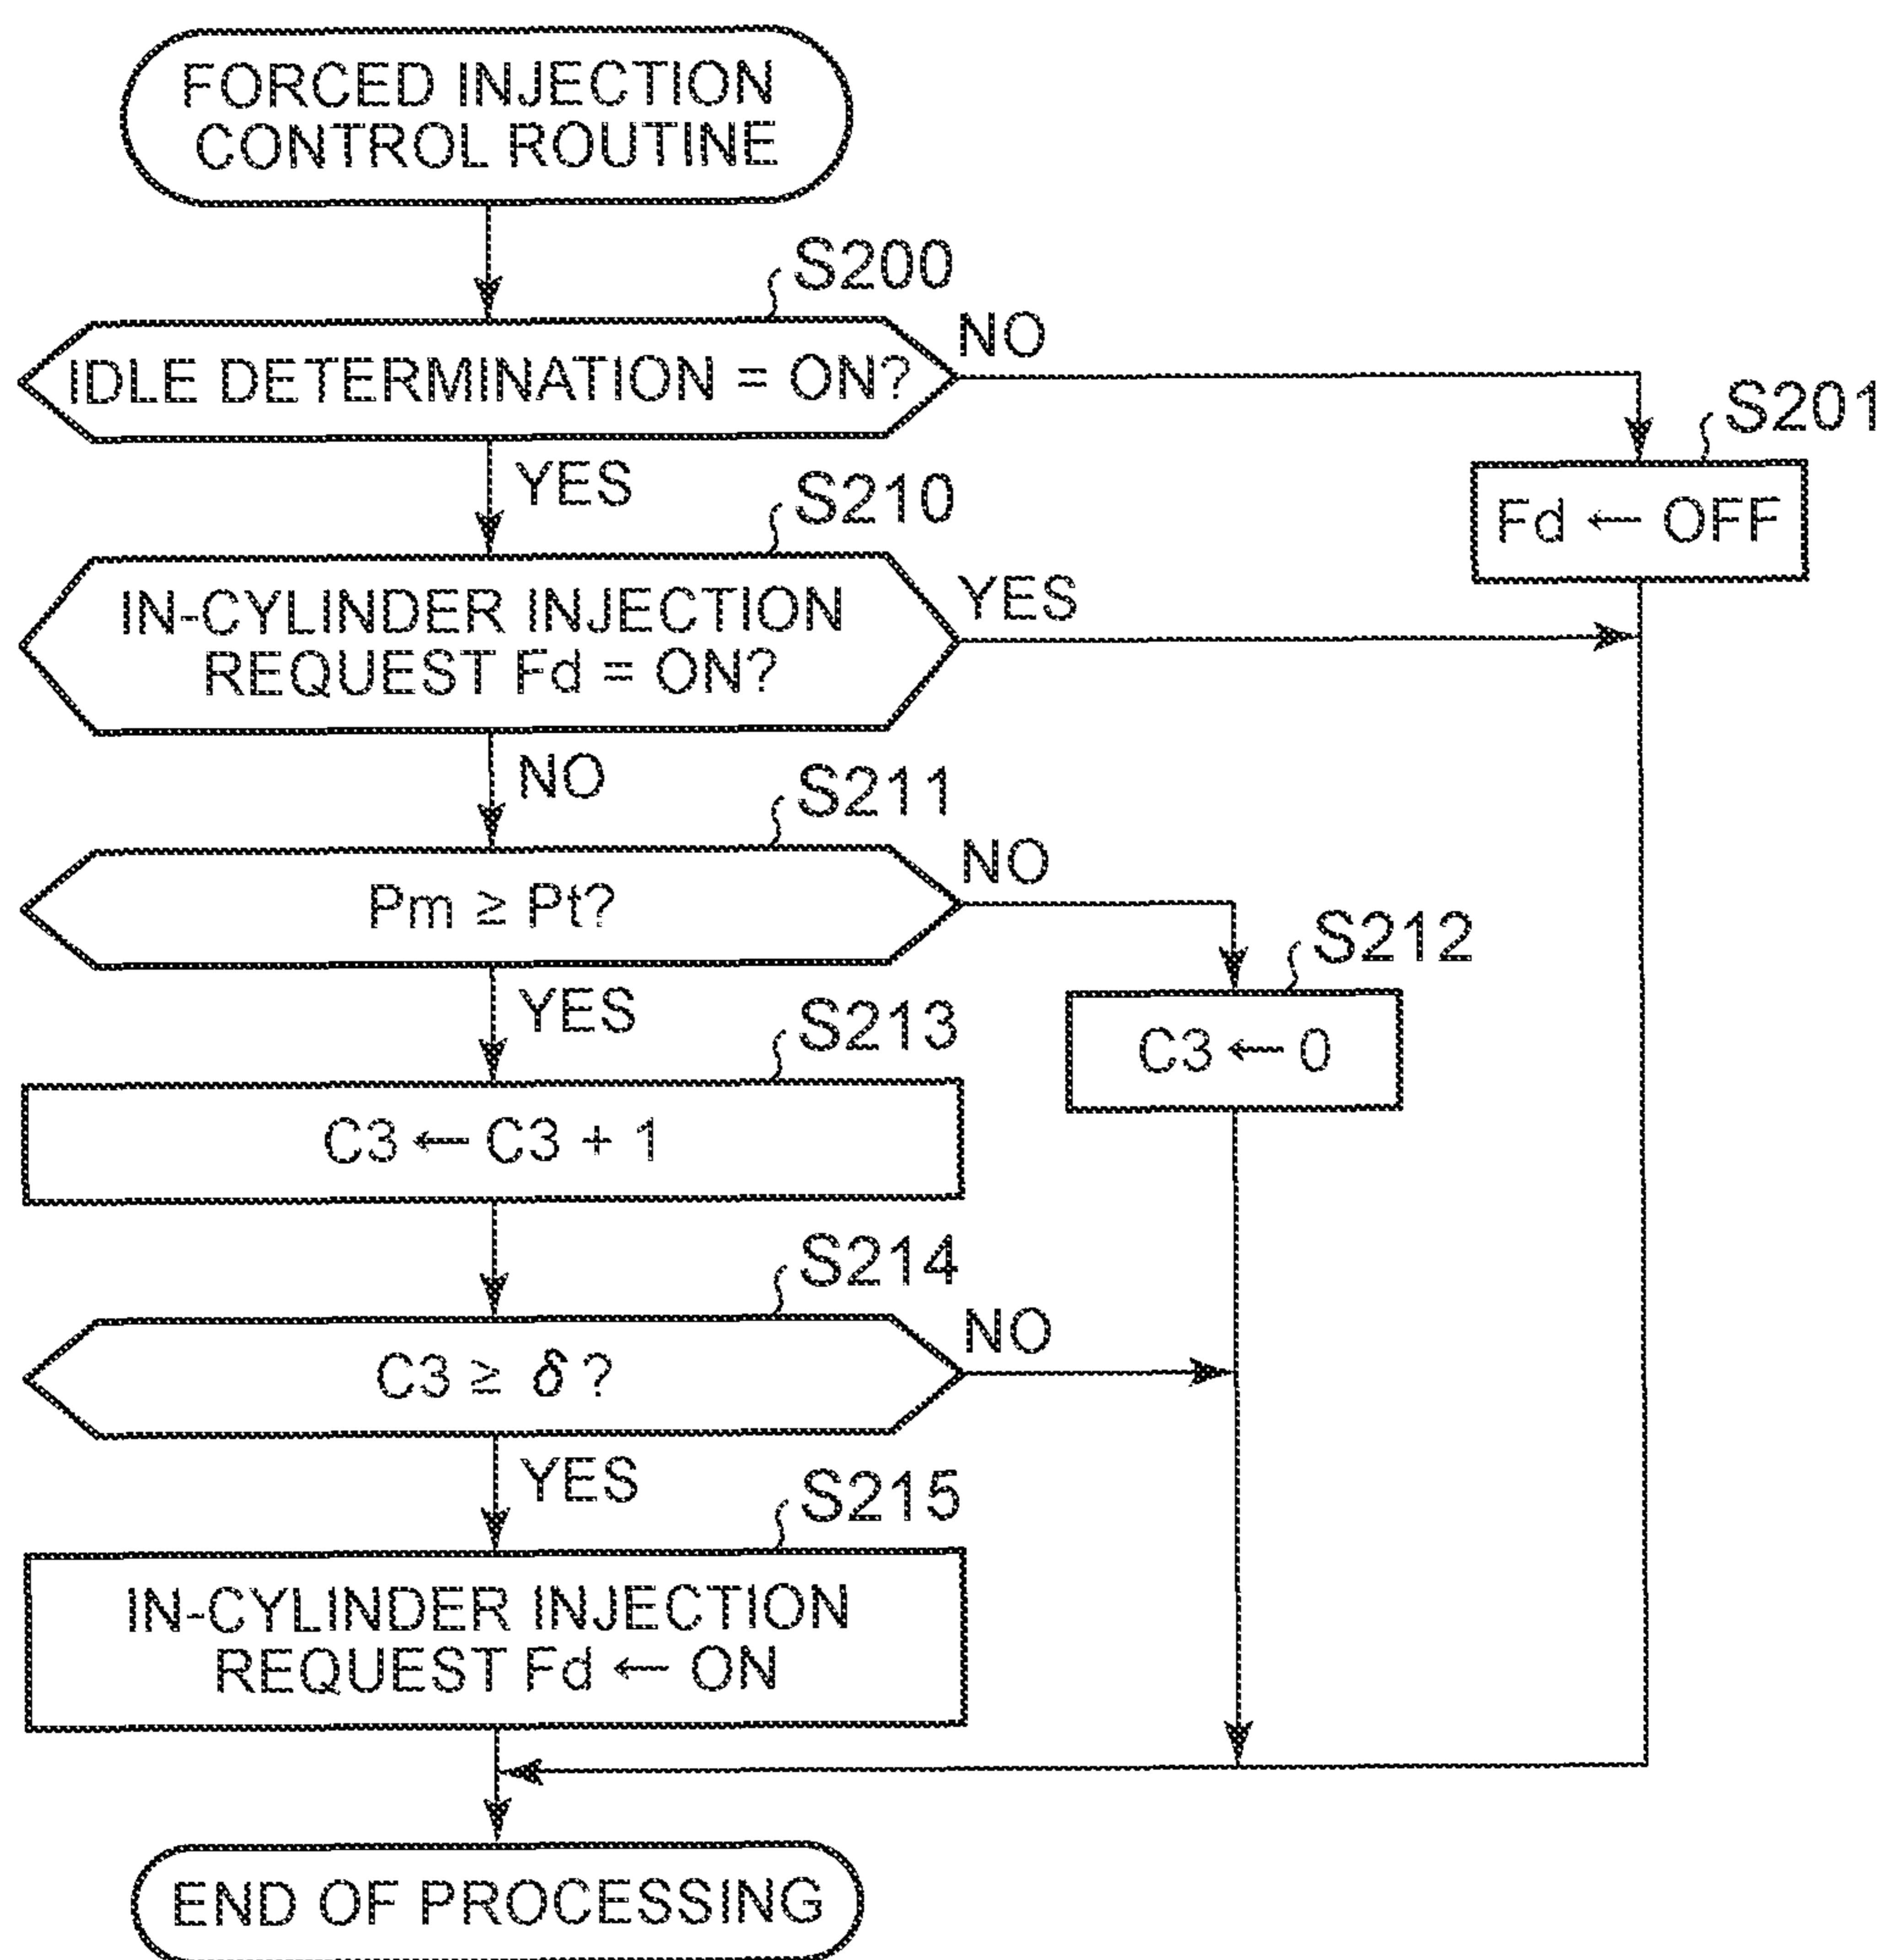 FORCED INJECTION
CONTROL ROUTINE
S200
IDLE DETERMINATION = ON?
NO
S201
Fd ← OFF
YES
S210
IN-CYLINDER INJECTION
REQUEST Fd = ON?
YES
NO
S211
Pm ≥ Pt?
NO
S212
C3 ← 0
YES
S213
C3 ← C3 + 1
S214
C3 ≥ δ ?
NO
YES
S215
IN-CYLINDER INJECTION
REQUEST Fd ← ON
END OF PROCESSING